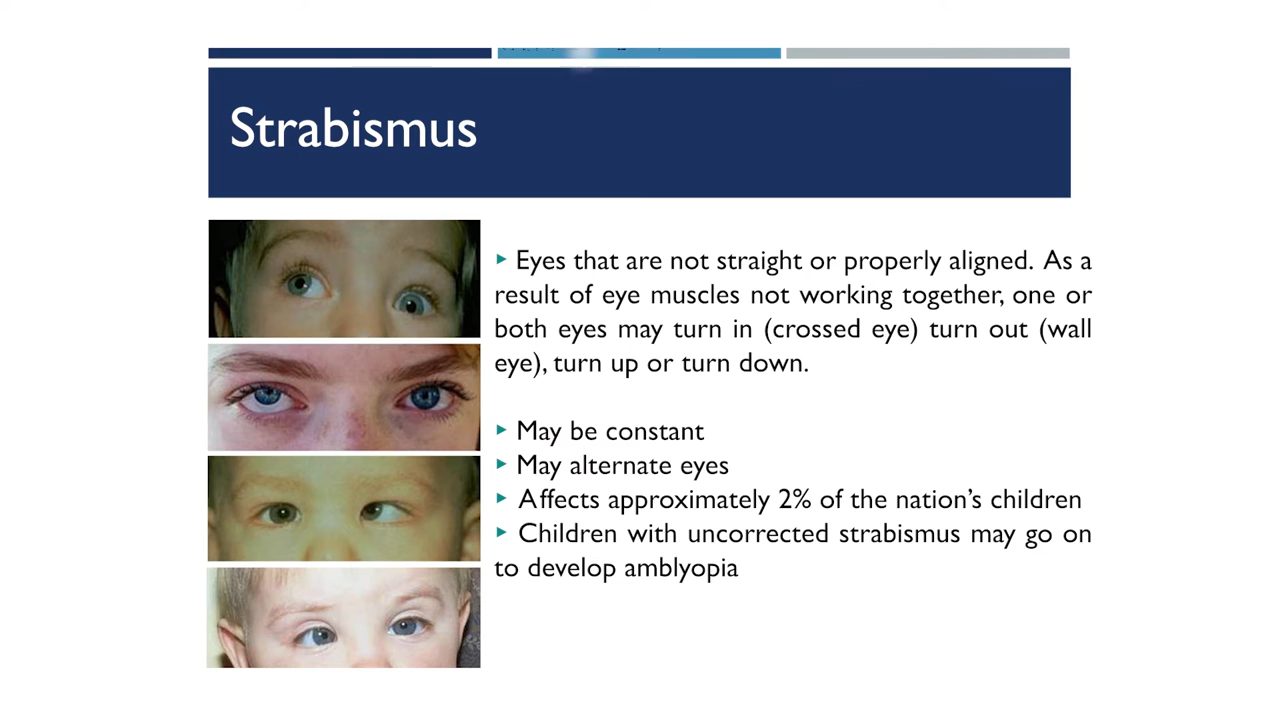 Strabismus
▸ Eyes that are not straight or properly aligned. As a
result of eye muscles not working together, one or
both eyes may turn in (crossed eye) turn out (wall
eye), turn up or turn down.
▸ May be constant
▸ May alternate eyes
▸ Affects approximately 2% of the nation’s children
▸ Children with uncorrected strabismus may go on
to develop amblyopia